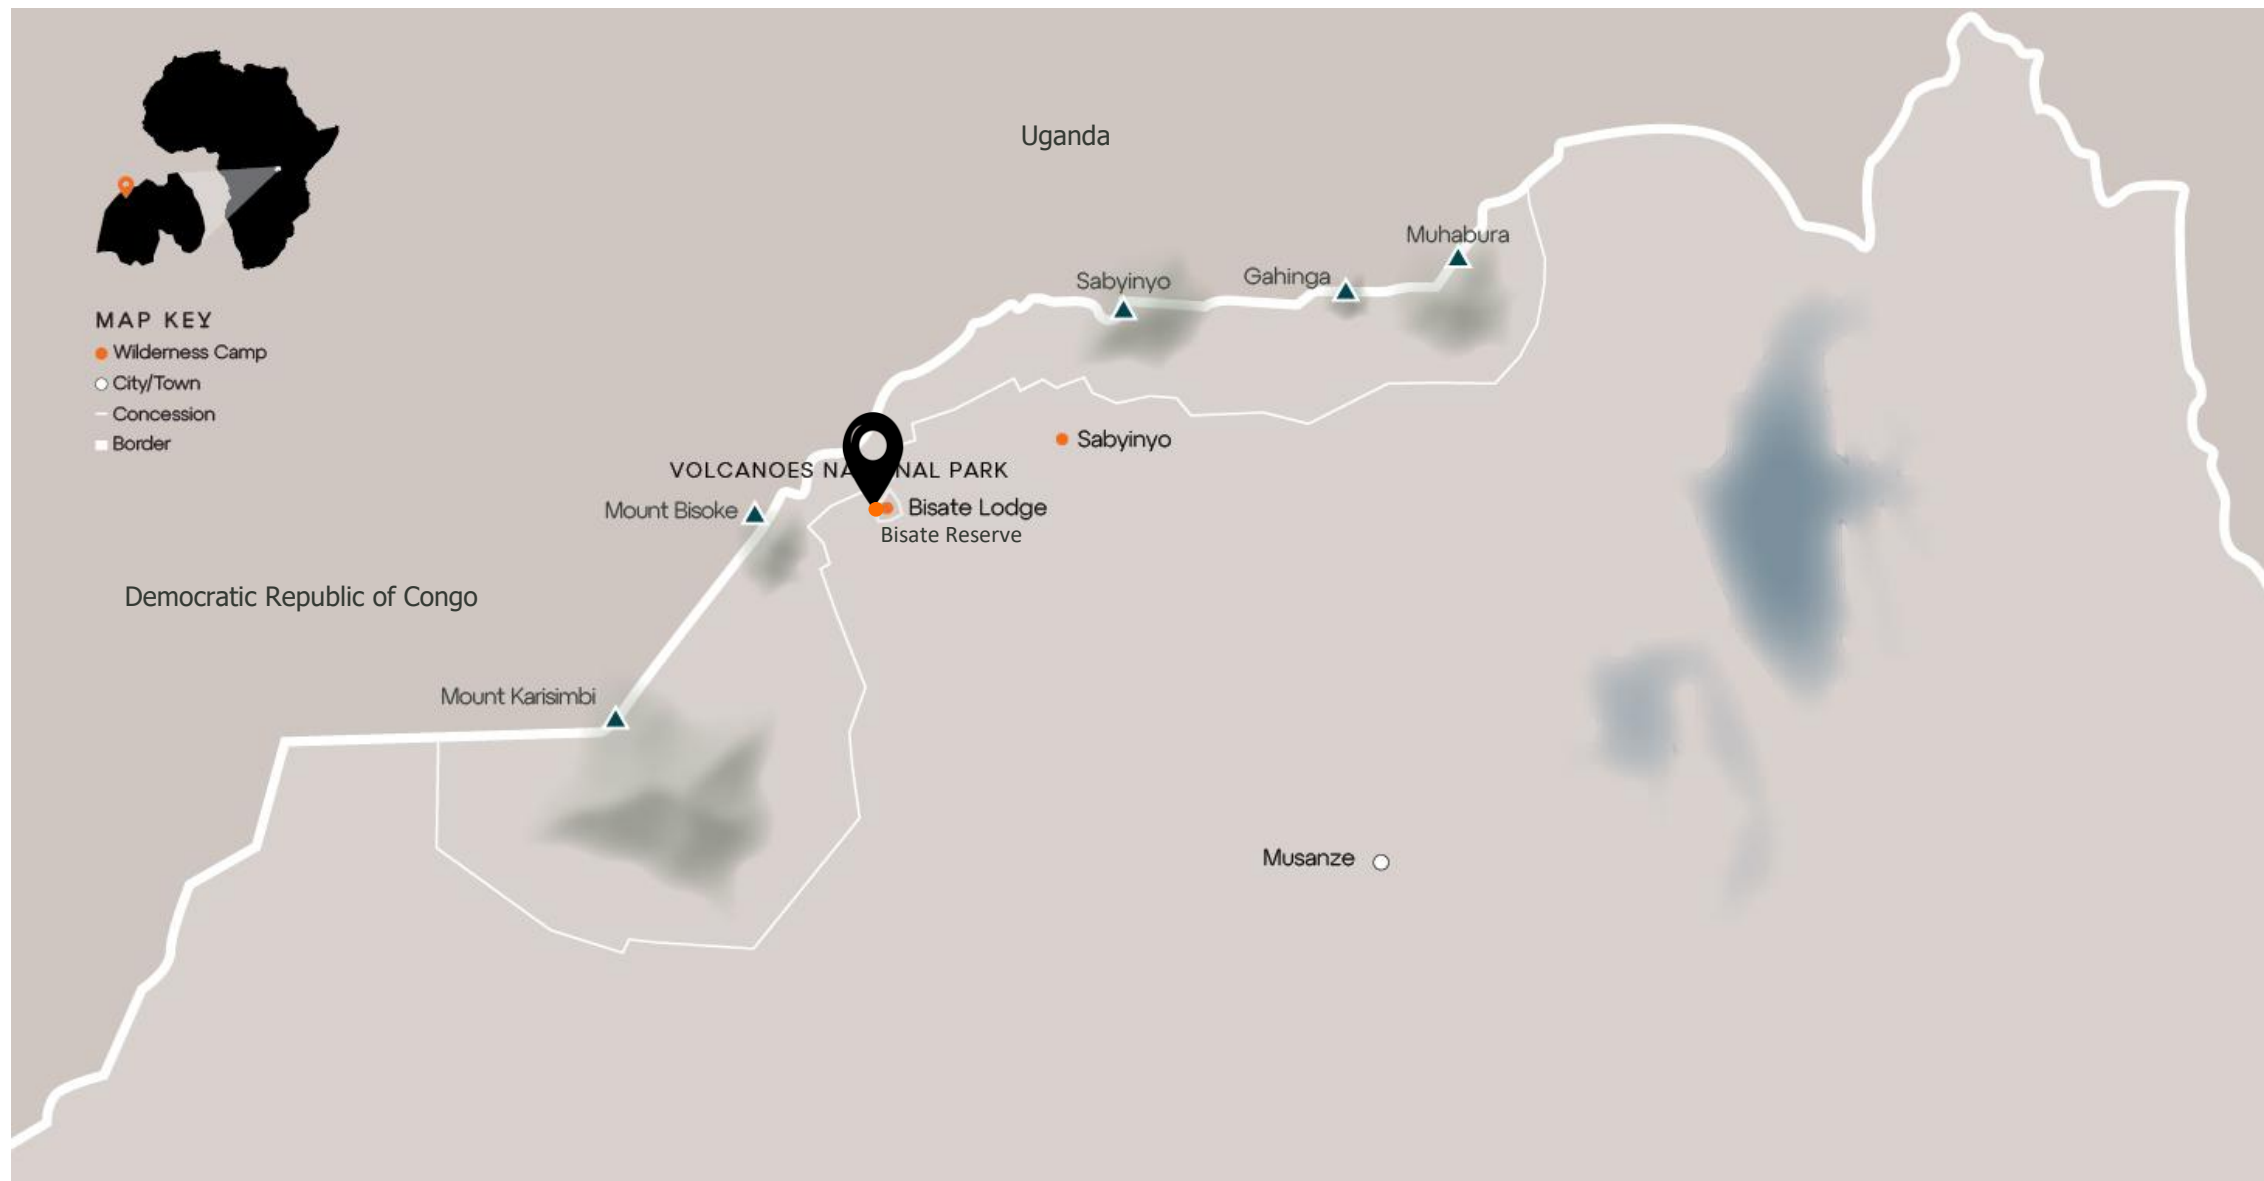 Uganda
Muhabura
Gahinga
Sabyinyo
MAP KEY
Wilderness Camp
City/Town
Concession
Border
Sabyinyo
VOLCANOES NA NAL PARK
Mount Bisoke
Bisate Lodge
Bisate Reserve
Democratic Republic of Congo
Mount Karisimbi
Musanze